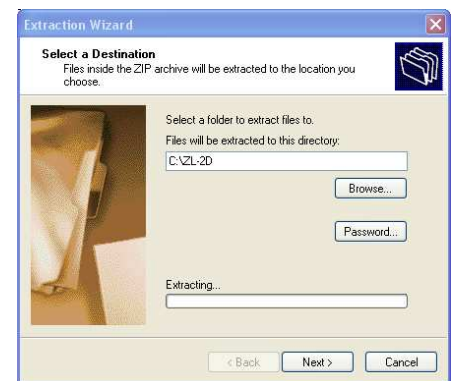 Extraction Wizard
Select a Destination
Files inside the ZIP archive will be extracted to the location you
choose.
Select a folder to extract files to.
Files will be extracted to this directory:
C:\ZL-2D
Browse...
Password...
Extracting...
< Back
Next >
Cancel